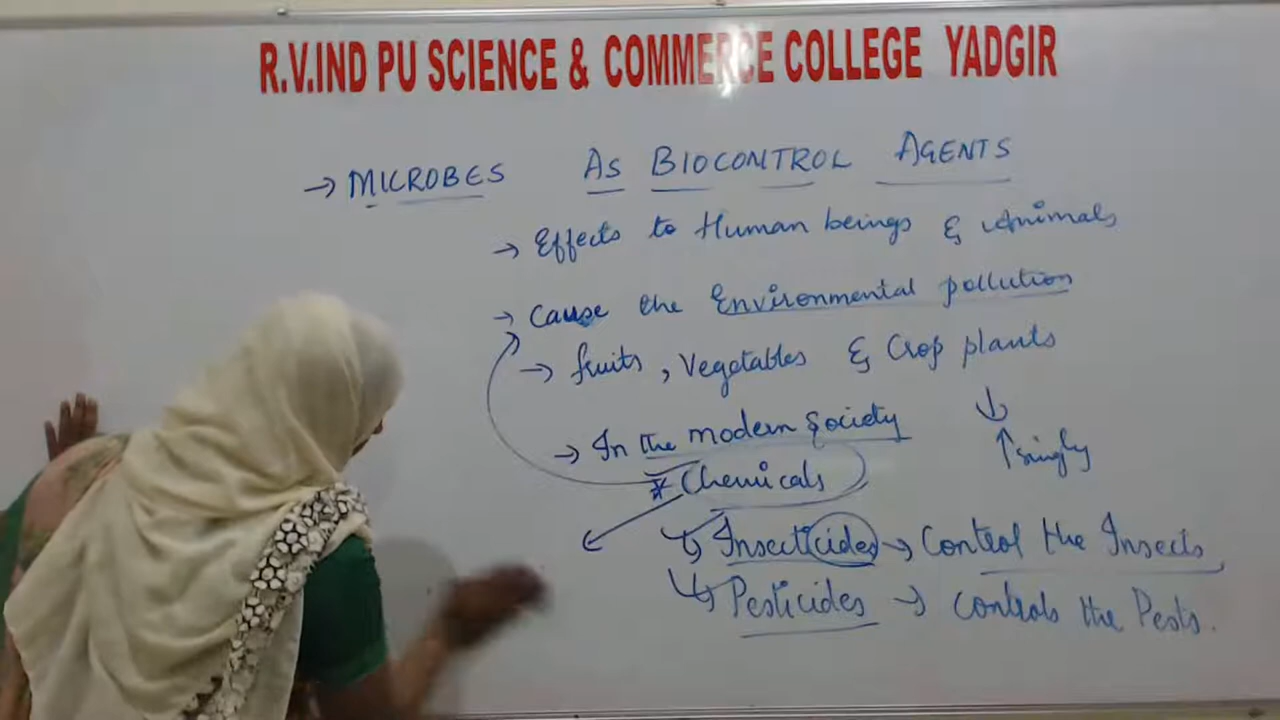 R.V.IND PU SCIENCE & COMMERCE COLLEGE YADGIR
→ MICROBES AS BIOCONTROL AGENTS
→ Effects to Human beings & Animals
→ Cause the Environmental pollution
→ fruits, Vegetables & Crop plants
→ In the modern Society
↓
* Chemicals
↑singly
↳ Insecticides → Control the Insects
↳ Pesticides → Controls the Pests.